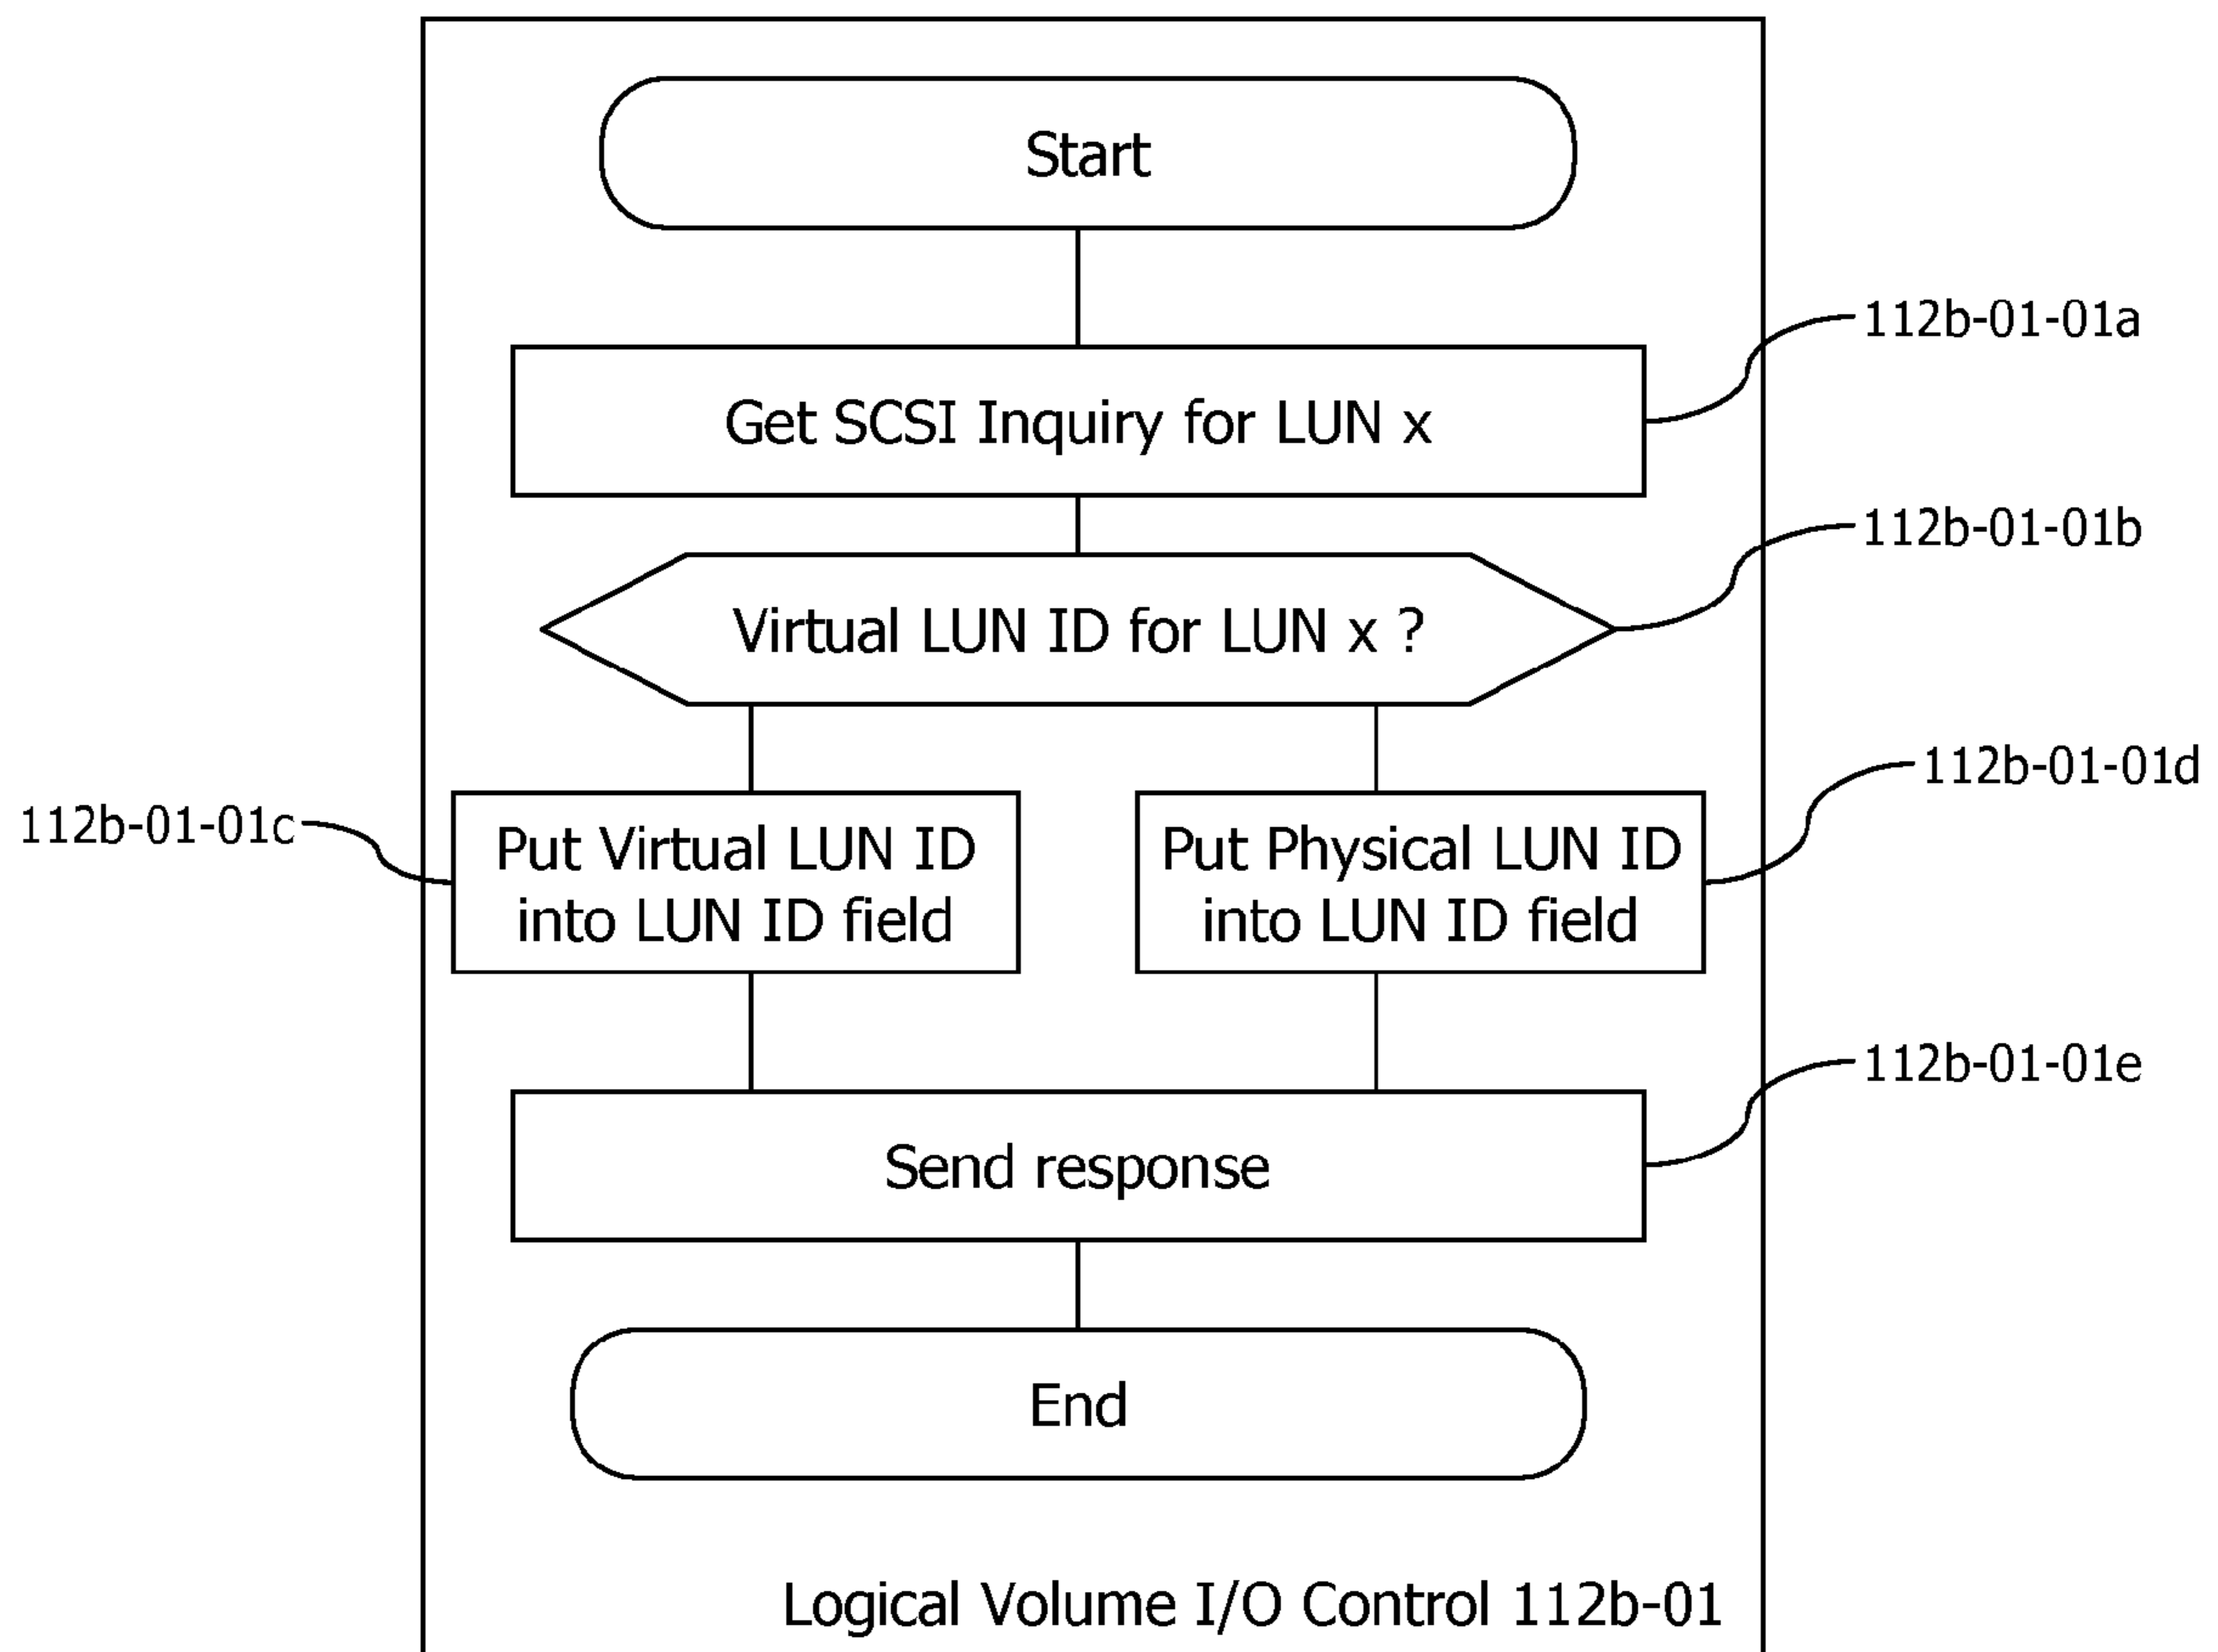 Start
112b-01-01a
Get SCSI Inquiry for LUN x
112b-01-01b
Virtual LUN ID for LUN x ?
112b-01-01d
112b-01-01c
Put Virtual LUN ID
into LUN ID field
Put Physical LUN ID
into LUN ID field
112b-01-01e
Send response
End
Logical Volume I/O Control 112b-01